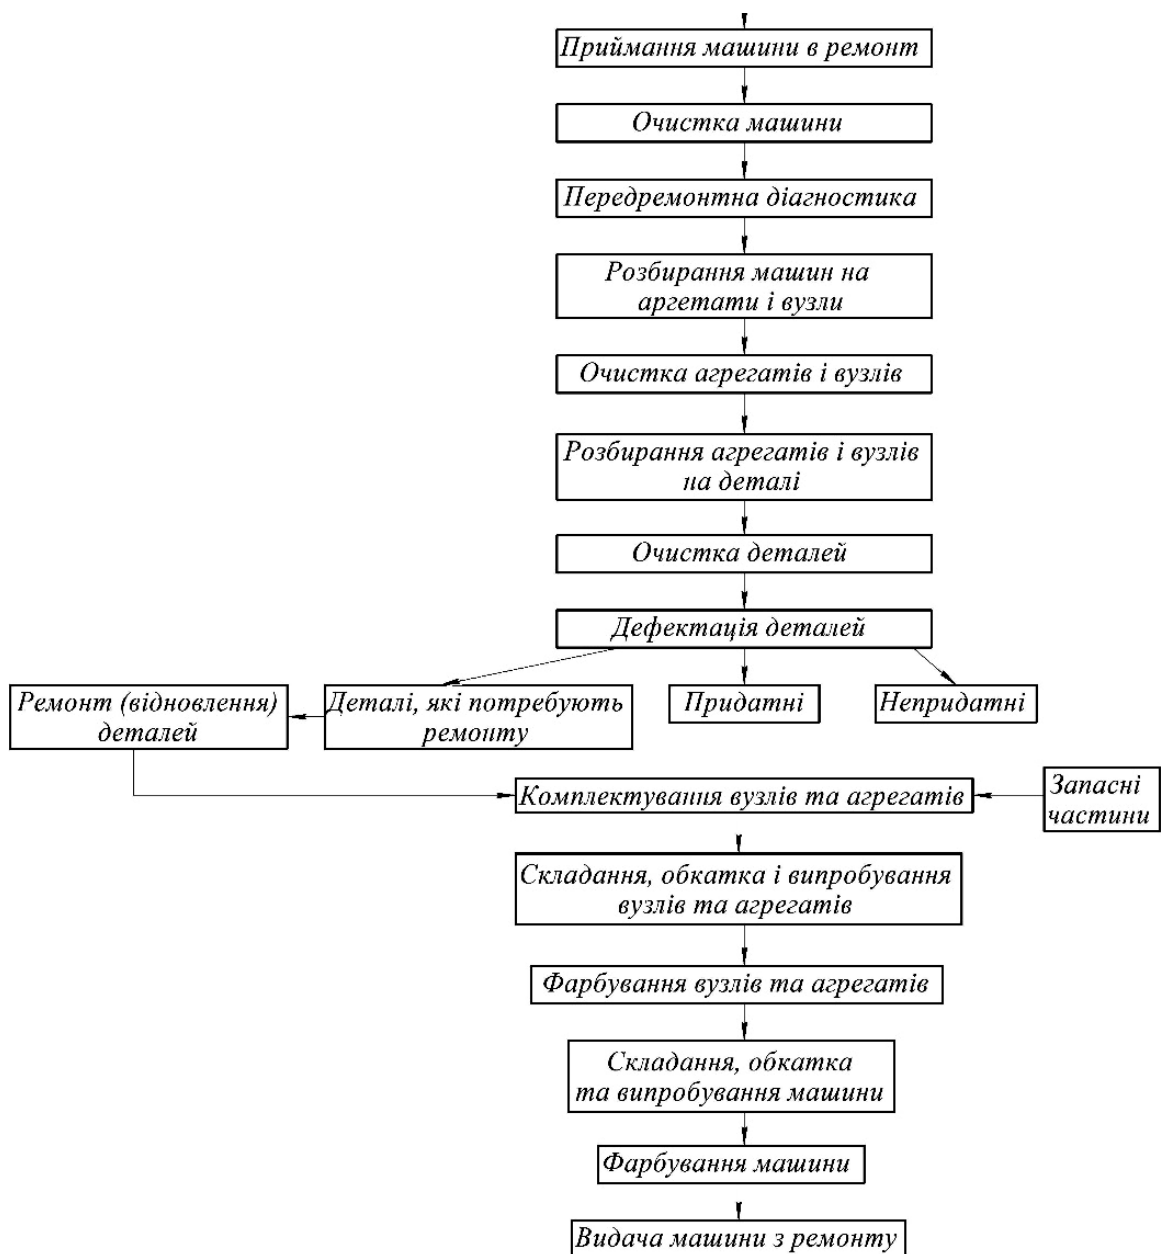 Приймання машини в ремонт
Очистка машини
Передремонтна діагностика
Розбирання машин на
аргетати і вузли
Очистка агрегатів і вузлів
Розбирання агрегатів і вузлів
на деталі
Очистка деталей
Дефектація деталей
Ремонт (відновлення)
деталей
Деталі, які потребують
ремонту
Придатні
Непридатні
Комплектування вузлів та агрегатів
Запасні
частини
Складання, обкатка і випробування
вузлів та агрегатів
Фарбування вузлів та агрегатів
Складання, обкатка
та випробування машини
Фарбування машини
Видача машини з ремонту